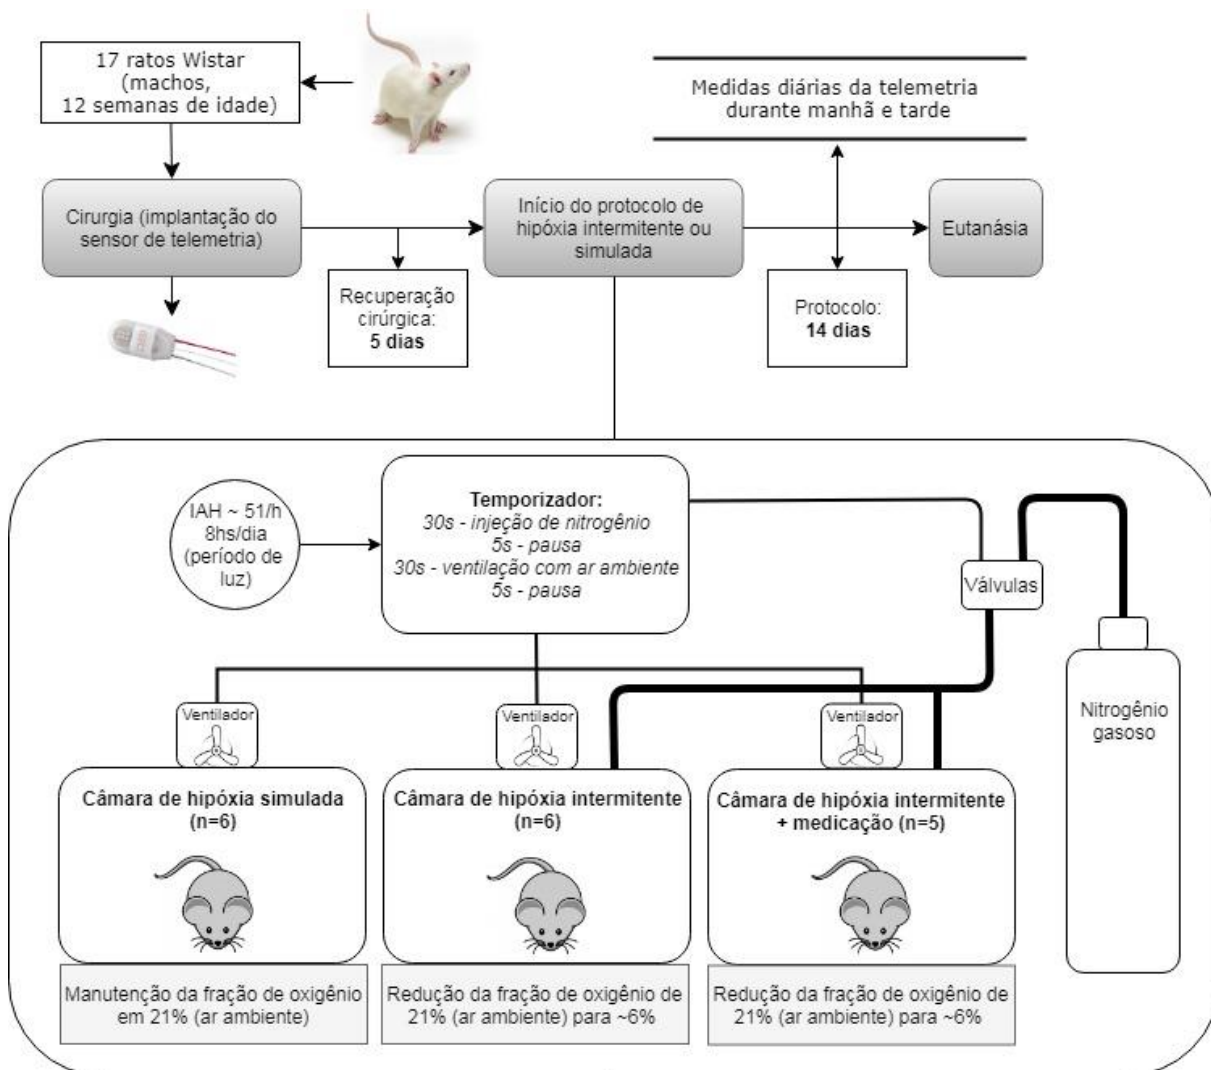 17 ratos Wistar
(machos,
12 semanas de idade)
Medidas diárias da telemetria
durante manhã e tarde
Cirurgia (implantação do
sensor de telemetria)
Início do protocolo de
hipóxia intermitente ou
simulada
Eutanásia
Recuperação
cirúrgica:
5 dias
Protocolo:
14 dias
IAH ~ 51/h
8hs/dia
(período de
luz)
Temporizador:
30s - injeção de nitrogênio
5s - pausa
30s - ventilação com ar ambiente
5s - pausa
Válvulas
Nitrogênio
gasoso
Ventilador
Ventilador
Ventilador
Câmara de hipóxia simulada
(n=6)
Câmara de hipóxia intermitente
(n=6)
Câmara de hipóxia intermitente
+ medicação (n=5)
Manutenção da fração de oxigênio
em 21% (ar ambiente)
Redução da fração de oxigênio de
21% (ar ambiente) para ~6%
Redução da fração de oxigênio de
21% (ar ambiente) para ~6%